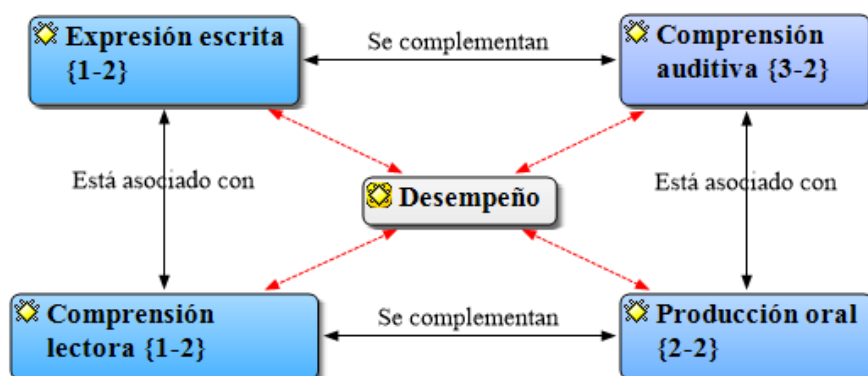 Expresión escrita
{1-2}
Se complementan
Comprensión
auditiva {3-2}
Está asociado con
Desempeño
Está asociado con
Comprensión
lectora {1-2}
Se complementan
Producción oral
{2-2}